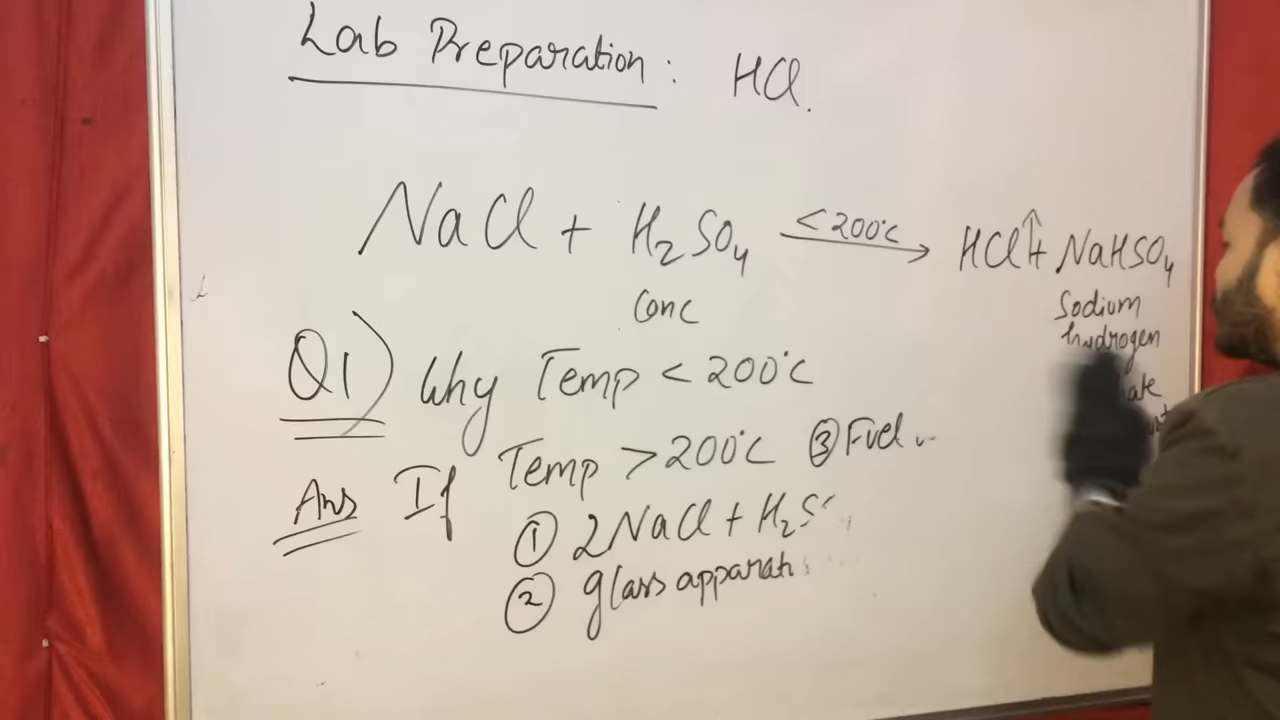 Lab Preparation : HCl.
NaCl + H₂SO₄ <200°C → HCl↑ + NaHSO₄
Conc
Sodium
hydrogen
Q1) Why Temp < 200°C
Ans If Temp > 200°C ③ Fuel
① 2NaCl + H₂S
② glass apparat